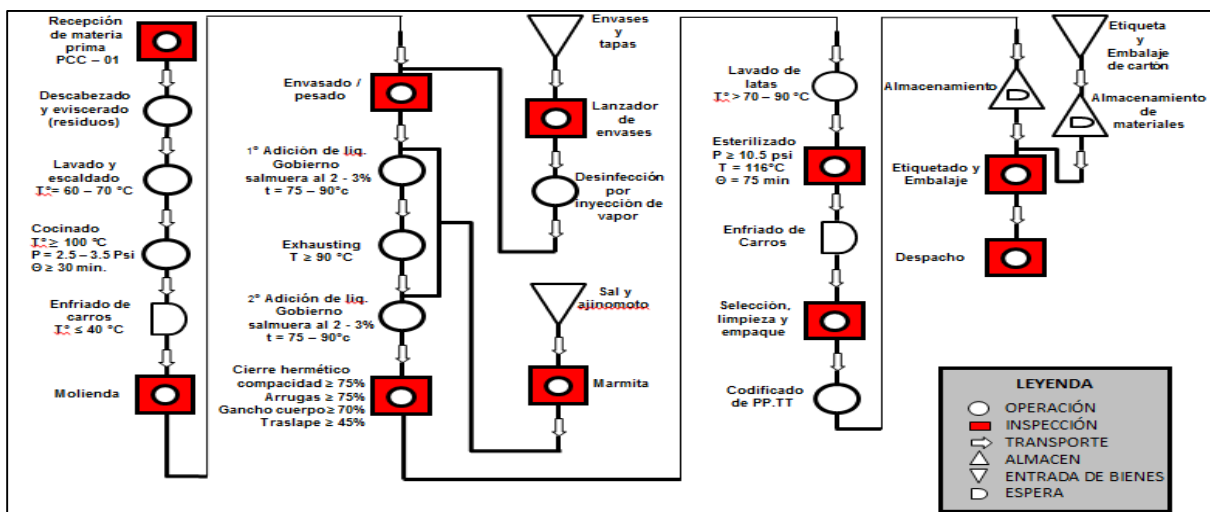 Recepción
de materia
prima
PCC – 01
Descabezado
y eviscerado
(residuos)
Lavado y
escaldado
T°= 60 – 70 °C
Cocinado
T° ≥ 100 °C
P = 2.5 – 3.5 Psi
Θ ≥ 30 min.
Enfriado de
carros
T° ≤ 40 °C
Molienda
Envasado /
pesado
1° Adición de liq.
Gobierno
salmuera al 2 - 3%
t = 75 – 90°c
Exhausting
T ≥ 90 °C
2° Adición de liq.
Gobierno
salmuera al 2 - 3%
t = 75 – 90°c
Cierre hermético
compacidad ≥ 75%
Arrugas ≥ 75%
Gancho cuerpo ≥ 70%
Traslape ≥ 45%
Envases
y
tapas
Lanzador
de
envases
Desinfección
por
inyección de
vapor
Sal y
ajinomoto
Marmita
Lavado de
latas
T° > 70 – 90 °C
Esterilizado
P ≥ 10.5 psi
T = 116°C
Θ = 75 min
Enfriado de
Carros
Selección,
limpieza y
empaque
Codificado
de PP.TT
Almacenamiento
Etiquetado y
Embalaje
Despacho
Etiqueta
y
Embalaje
de cartón
Almacenamiento
de
materiales
LEYENDA
OPERACIÓN
INSPECCIÓN
TRANSPORTE
ALMACEN
ENTRADA DE BIENES
ESPERA